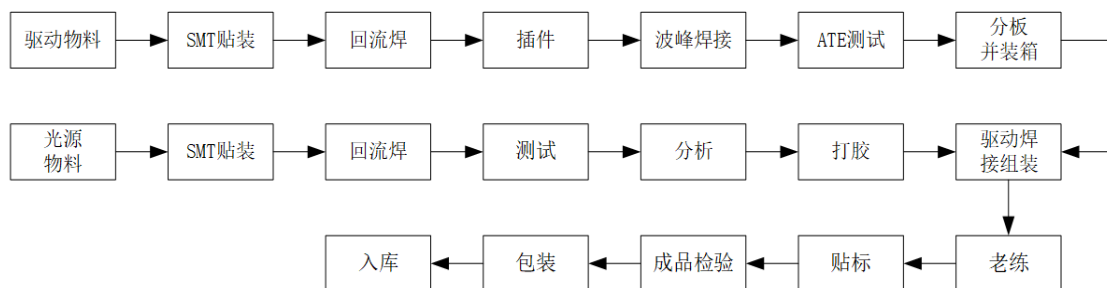 驱动物料
SMT贴装
回流焊
插件
波峰焊接
ATE测试
分板
并装箱
光源
物料
SMT贴装
回流焊
测试
分析
打胶
驱动焊
接组装
入库
包装
成品检验
贴标
老练